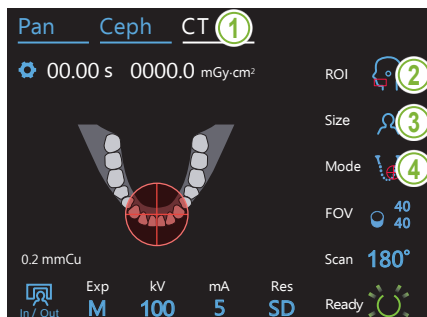 Pan Ceph CT 1
00.00 s 0000.0 mGy·cm²
ROI 2
Size 3
Mode 4
FOV 40 40
0.2 mmCu
Scan 180°
In / Out
Exp kV mA Res
M 100 5 SD
Ready